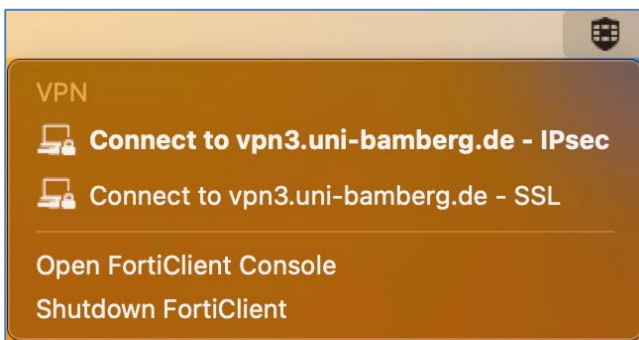 VPN
Connect to vpn3.uni-bamberg.de - IPsec
Connect to vpn3.uni-bamberg.de - SSL
Open FortiClient Console
Shutdown FortiClient